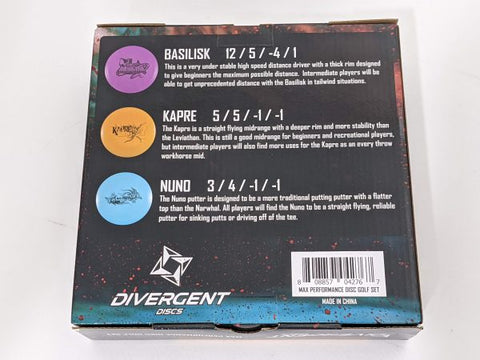 BASILISK 12 / 5 / -4 / 1
This is a very under stable high speed distance driver with a thick rim designed
to give beginners the maximum possible distance. Intermediate players will be
able to get unprecedented distance with the Basilisk in tailwind situations.
KAPRE 5 / 5 / -1 / -1
The Kapre is a straight flying midrange with a deeper rim and more stability than
the Leviathan. This is still a good midrange for beginners and recreational players,
but intermediate players will also find more uses for the Kapre as an every throw
workhorse mid.
NUNO 3 / 4 / -1 / -1
The Nuno putter is designed to be a more traditional putting putter with a flatter
top than the Narwhal. All players will find the Nuno to be a straight flying, reliable
putter for sinking putts or driving off of the tee.
DIVERGENT
DISCS
8 08857 04276 7
MAX PERFORMANCE DISC GOLF SET
MADE IN CHINA